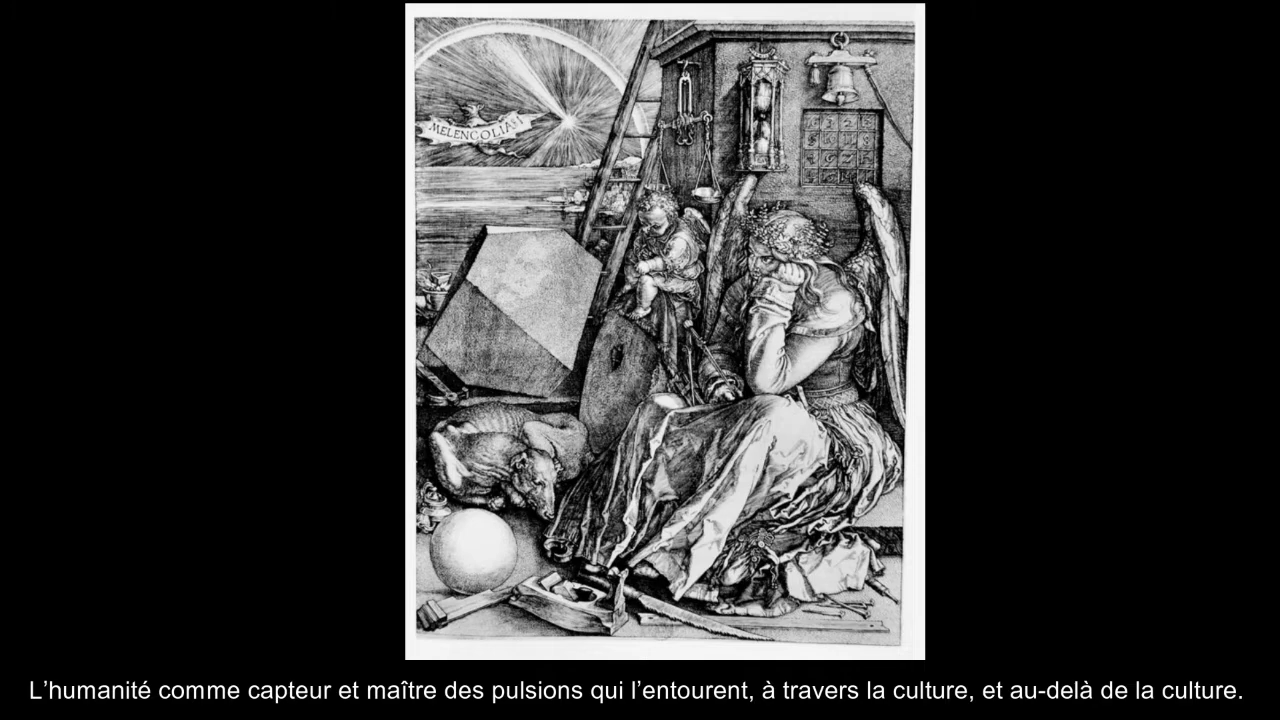 MELENCOLIA§I
L’humanité comme capteur et maître des pulsions qui l’entourent, à travers la culture, et au-delà de la culture.